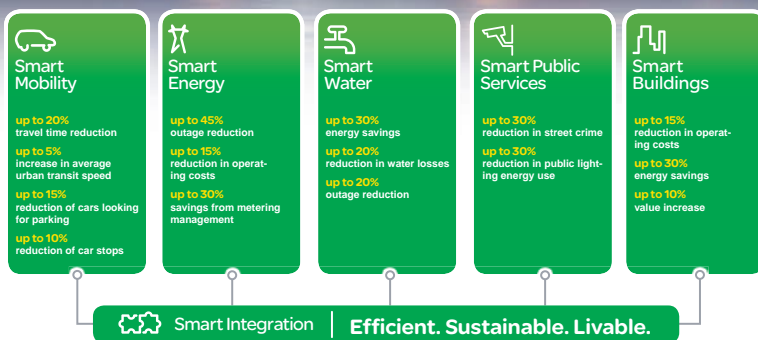 Smart
Mobility
up to 20%
travel time reduction
up to 5%
increase in average
urban transit speed
up to 15%
reduction of cars looking
for parking
up to 10%
reduction of car stops
Smart
Energy
up to 45%
outage reduction
up to 15%
reduction in operat-
ing costs
up to 30%
savings from metering
management
Smart
Water
up to 30%
energy savings
up to 20%
reduction in water losses
up to 20%
outage reduction
Smart Public
Services
up to 30%
reduction in street crime
up to 30%
reduction in public light-
ing energy use
Smart
Buildings
up to 15%
reduction in operat-
ing costs
up to 30%
energy savings
up to 10%
value increase
Smart Integration
Efficient. Sustainable. Livable.